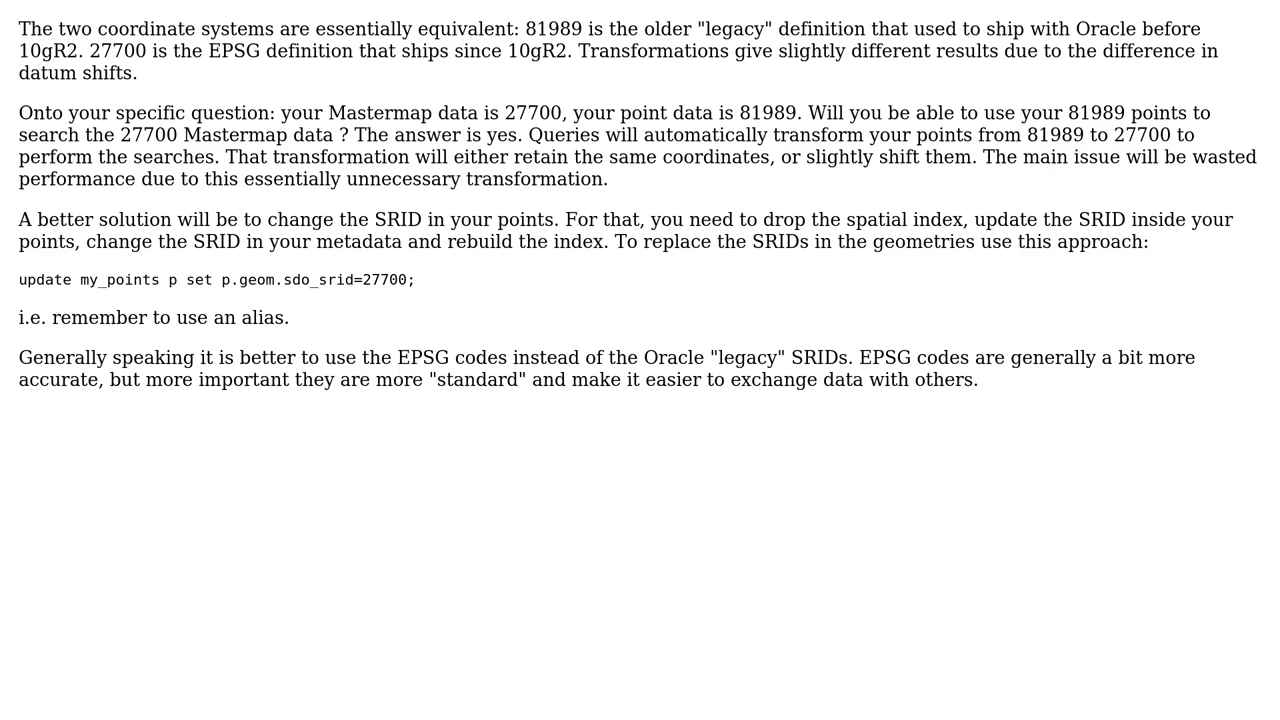 The two coordinate systems are essentially equivalent: 81989 is the older "legacy" definition that used to ship with Oracle before
10gR2. 27700 is the EPSG definition that ships since 10gR2. Transformations give slightly different results due to the difference in
datum shifts.
Onto your specific question: your Mastermap data is 27700, your point data is 81989. Will you be able to use your 81989 points to
search the 27700 Mastermap data ? The answer is yes. Queries will automatically transform your points from 81989 to 27700 to
perform the searches. That transformation will either retain the same coordinates, or slightly shift them. The main issue will be wasted
performance due to this essentially unnecessary transformation.
A better solution will be to change the SRID in your points. For that, you need to drop the spatial index, update the SRID inside your
points, change the SRID in your metadata and rebuild the index. To replace the SRIDs in the geometries use this approach:
update my_points p set p.geom.sdo_srid=27700;
i.e. remember to use an alias.
Generally speaking it is better to use the EPSG codes instead of the Oracle "legacy" SRIDs. EPSG codes are generally a bit more
accurate, but more important they are more "standard" and make it easier to exchange data with others.